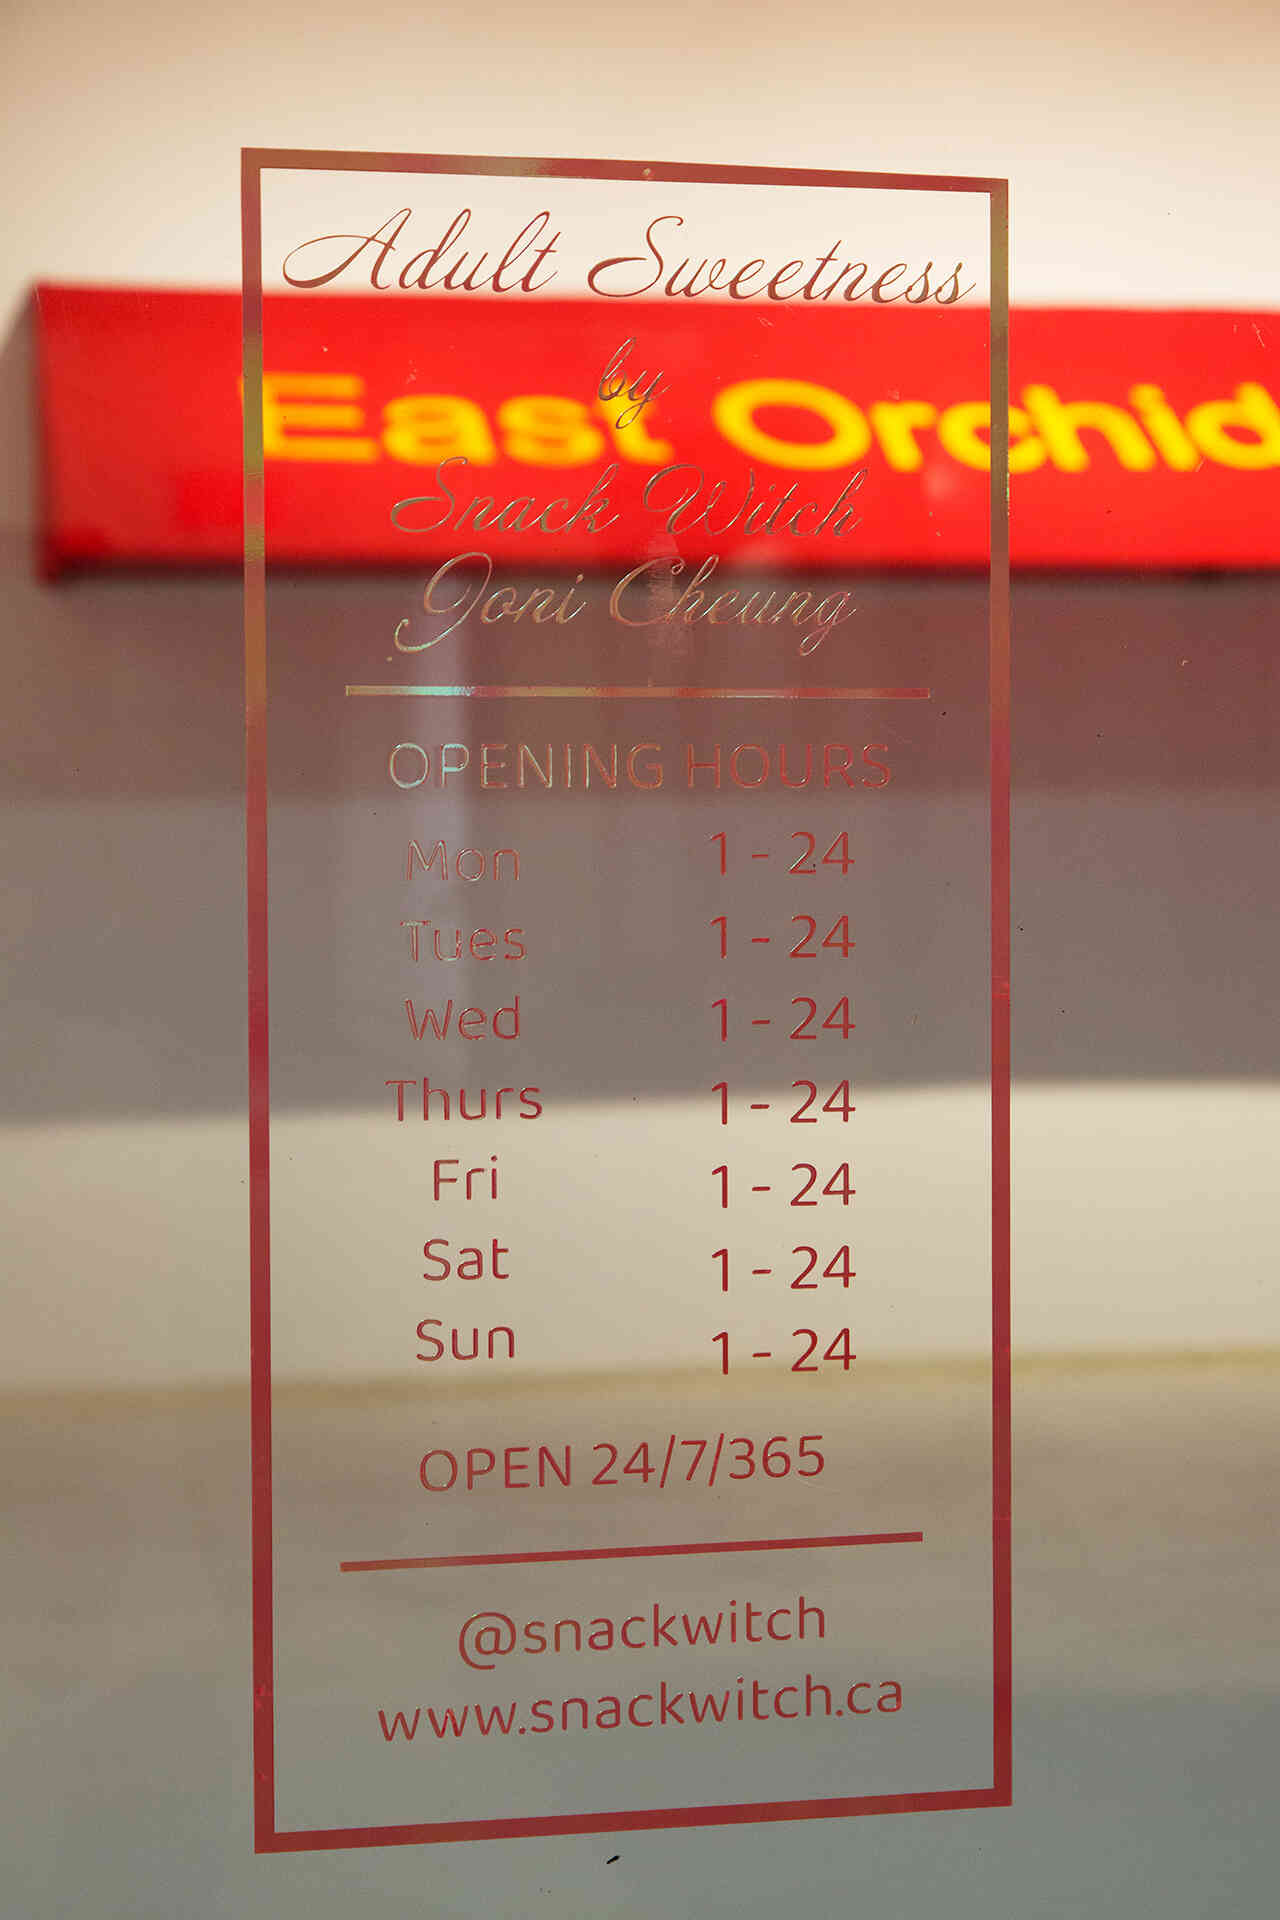 Adult Sweetness
by
East Orchid
Snack Witch
Joni Cheung
OPENING HOURS
Mon 1 - 24
Tues 1 - 24
Wed 1 - 24
Thurs 1 - 24
Fri 1 - 24
Sat 1 - 24
Sun 1 - 24
OPEN 24/7/365
@snackwitch
www.snackwitch.ca